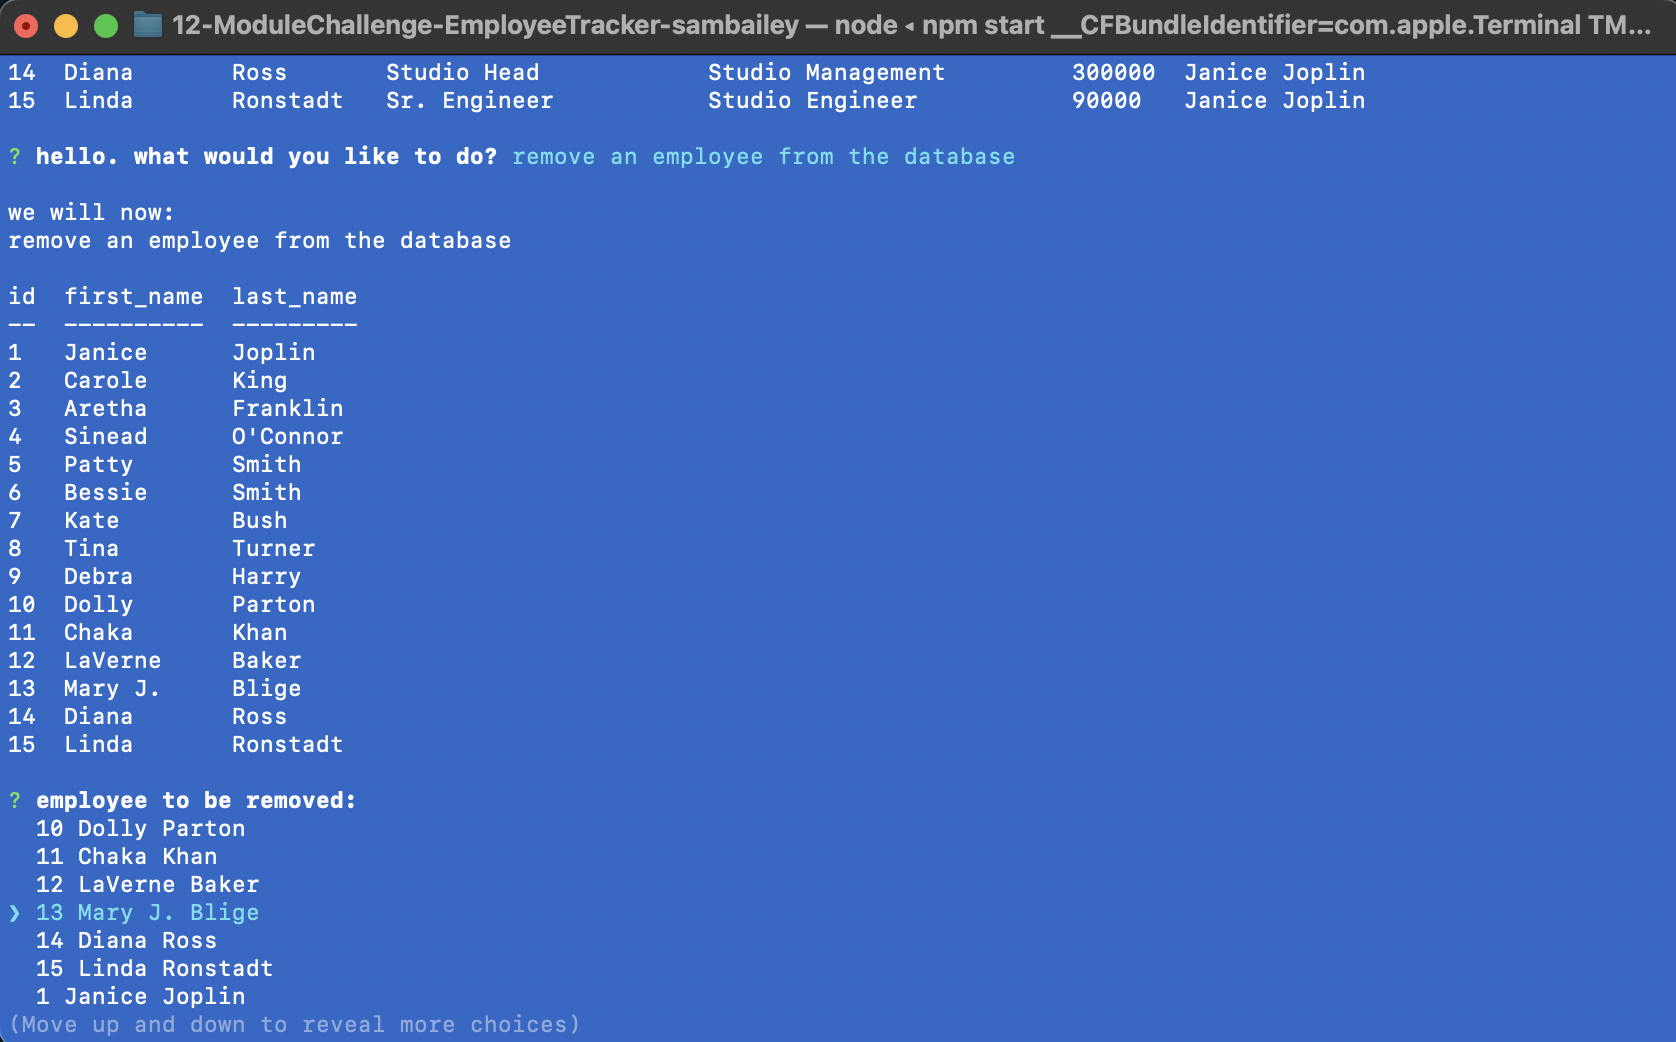 12-ModuleChallenge-EmployeeTracker-sambailey — node ◂ npm start __CFBundleIdentifier=com.apple.Terminal TM...
14  Diana       Ross       Studio Head            Studio Management         300000  Janice Joplin
15  Linda       Ronstadt   Sr. Engineer           Studio Engineer           90000   Janice Joplin
? hello. what would you like to do? remove an employee from the database
we will now:
remove an employee from the database
id  first_name  last_name
--  ----------  ---------
1   Janice      Joplin
2   Carole      King
3   Aretha      Franklin
4   Sinead      O'Connor
5   Patty       Smith
6   Bessie      Smith
7   Kate        Bush
8   Tina        Turner
9   Debra       Harry
10  Dolly       Parton
11  Chaka       Khan
12  LaVerne     Baker
13  Mary J.     Blige
14  Diana       Ross
15  Linda       Ronstadt
? employee to be removed:
10 Dolly Parton
11 Chaka Khan
12 LaVerne Baker
❯ 13 Mary J. Blige
14 Diana Ross
15 Linda Ronstadt
1 Janice Joplin
(Move up and down to reveal more choices)